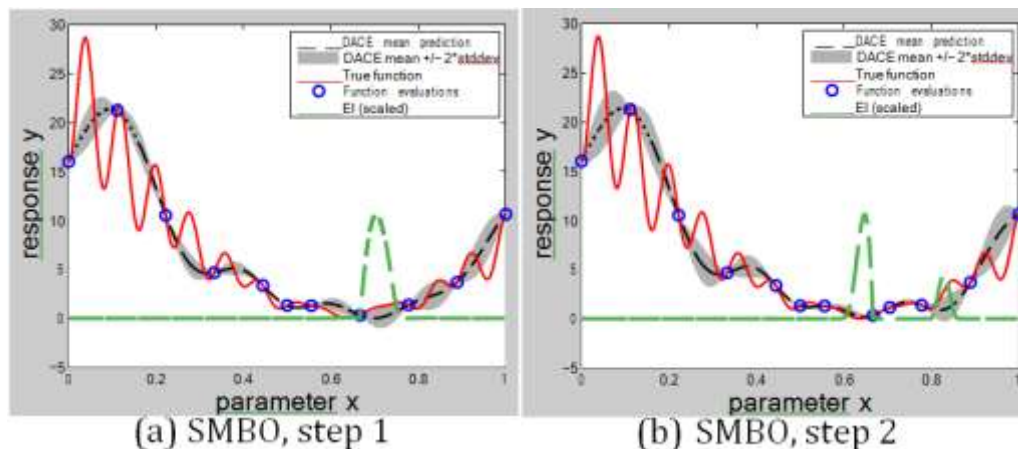 30
25
20
15
10
5
0
−5
0 0.2 0.4 0.6 0.8 1
response y
parameter x
DACE mean prediction
DACE mean +/− 2*stddev
True function
Function evaluations
EI (scaled)
(a) SMBO, step 1
30
25
20
15
10
5
0
−5
0 0.2 0.4 0.6 0.8 1
response y
parameter x
DACE mean prediction
DACE mean +/− 2*stddev
True function
Function evaluations
EI (scaled)
(b) SMBO, step 2